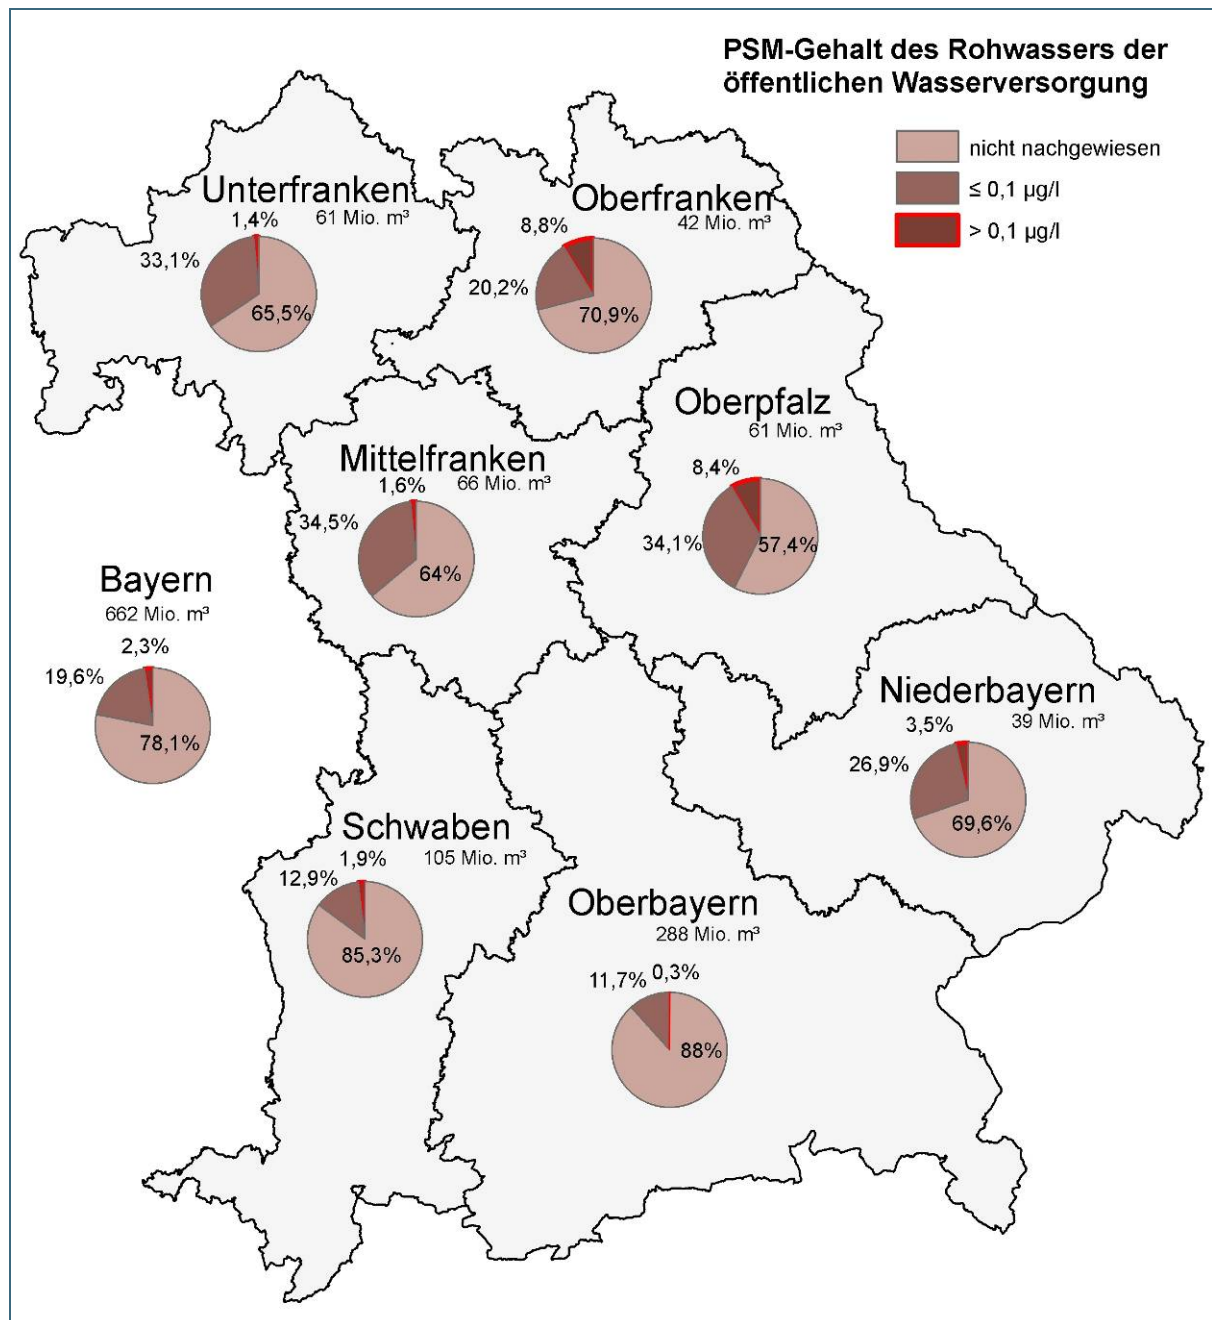 PSM-Gehalt des Rohwassers der
öffentlichen Wasserversorgung
nicht nachgewiesen
≤ 0,1 µg/l
> 0,1 µg/l
Unterfranken
61 Mio. m³
1,4%
33,1%
65,5%
Oberfranken
42 Mio. m³
8,8%
20,2%
70,9%
Oberpfalz
61 Mio. m³
8,4%
34,1%
57,4%
Mittelfranken
66 Mio. m³
1,6%
34,5%
64%
Bayern
662 Mio. m³
2,3%
19,6%
78,1%
Niederbayern
39 Mio. m³
3,5%
26,9%
69,6%
Schwaben
105 Mio. m³
1,9%
12,9%
85,3%
Oberbayern
288 Mio. m³
11,7%
0,3%
88%